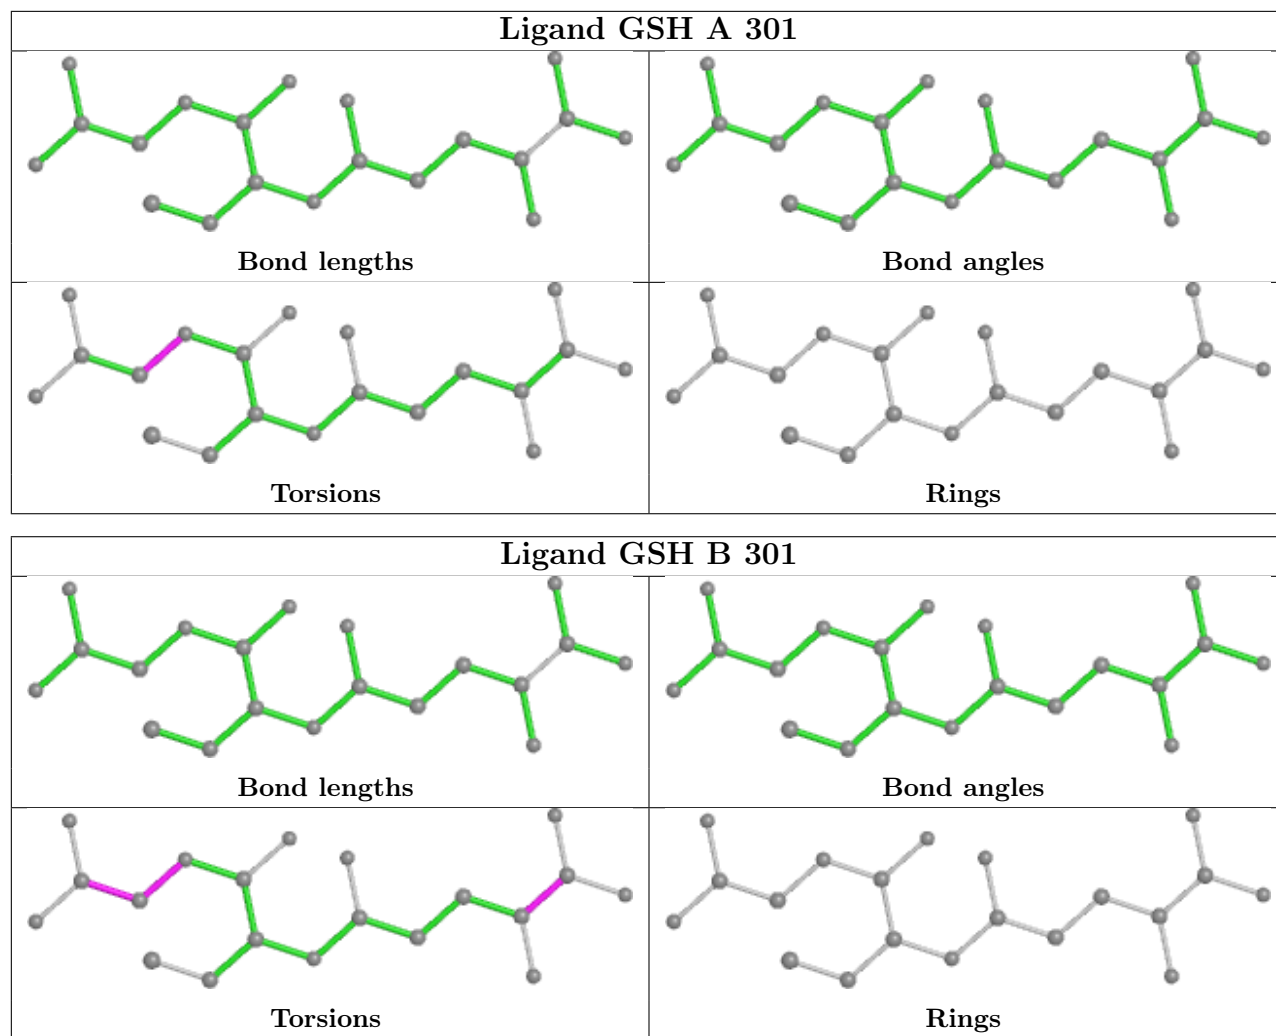 Ligand GSH A 301
Bond lengths
Bond angles
Torsions
Rings
Ligand GSH B 301
Bond lengths
Bond angles
Torsions
Rings